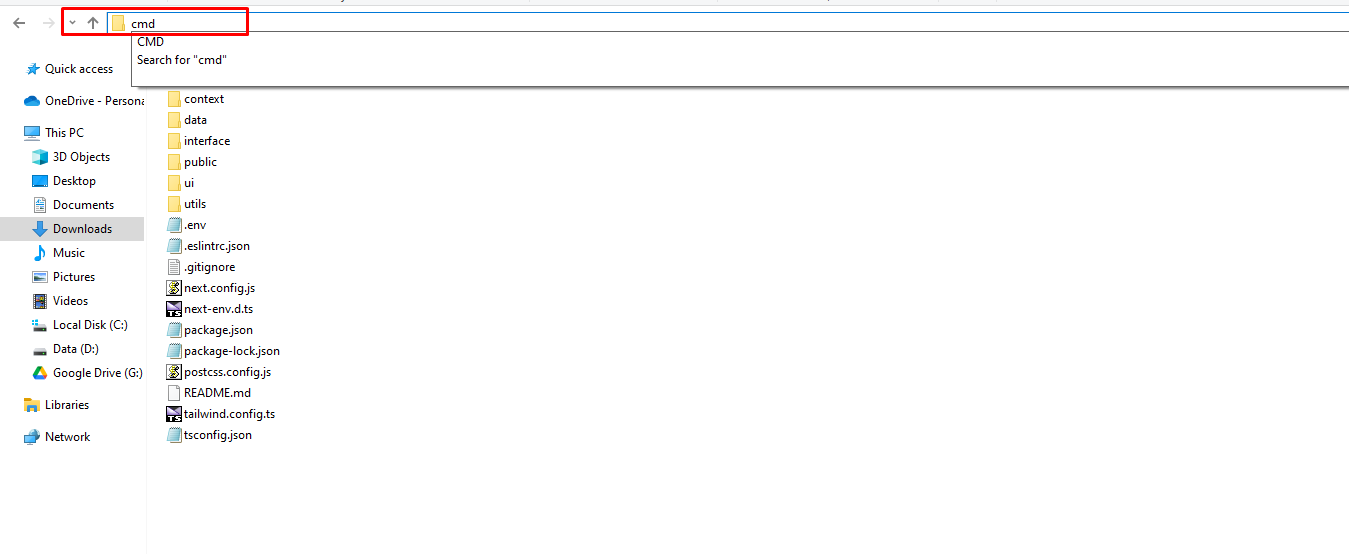 cmd
CMD
Search for "cmd"
Quick access
OneDrive - Persona
This PC
3D Objects
Desktop
Documents
Downloads
Music
Pictures
Videos
Local Disk (C:)
Data (D:)
Google Drive (G:)
Libraries
Network
context
data
interface
public
ui
utils
.env
.eslintrc.json
.gitignore
next.config.js
next-env.d.ts
package.json
package-lock.json
postcss.config.js
README.md
tailwind.config.ts
tsconfig.json